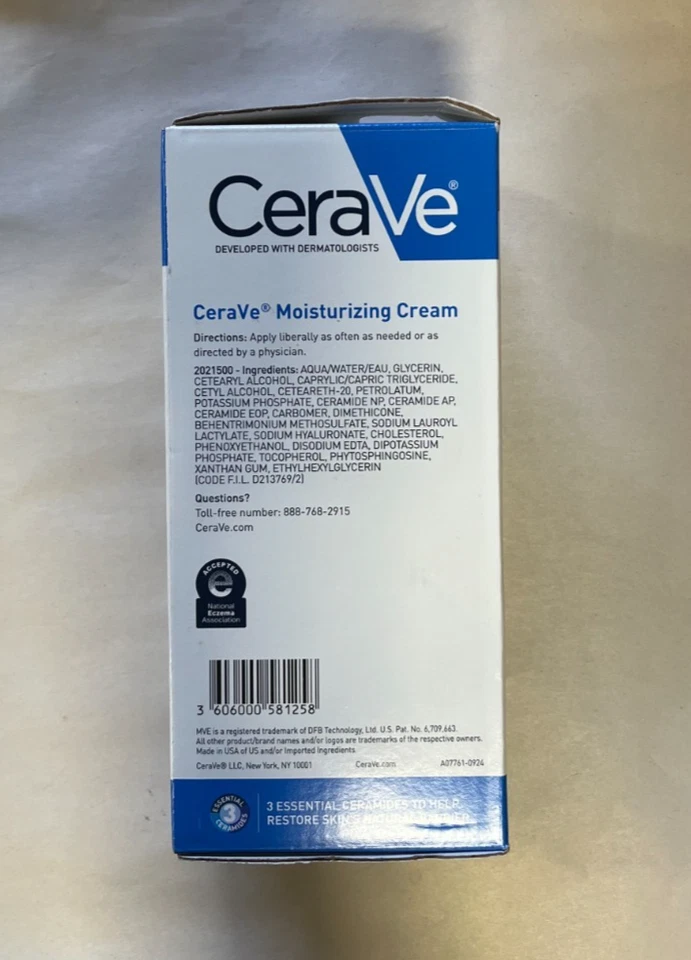 CeraVe®
DEVELOPED WITH DERMATOLOGISTS
CeraVe® Moisturizing Cream
Directions: Apply liberally as often as needed or as
directed by a physician.
2021500 - Ingredients: AQUA/WATER/EAU, GLYCERIN,
CETEARYL ALCOHOL, CAPRYLIC/CAPRIC TRIGLYCERIDE,
CETYL ALCOHOL, CETEARETH-20, PETROLATUM,
POTASSIUM PHOSPHATE, CERAMIDE NP, CERAMIDE AP,
CERAMIDE EOP, CARBOMER, DIMETHICONE,
BEHENTRIMONIUM METHOSULFATE, SODIUM LAUROYL
LACTYLATE, SODIUM HYALURONATE, CHOLESTEROL,
PHENOXYETHANOL, DISODIUM EDTA, DIPOTASSIUM
PHOSPHATE, TOCOPHEROL, PHYTOSPHINGOSINE,
XANTHAN GUM, ETHYLHEXYLGLYCERIN
(CODE F.I.L. D213769/2)
Questions?
Toll-free number: 888-768-2915
CeraVe.com
ACCEPTED
e
National
Eczema
Association
3 606000 581258
MVE is a registered trademark of DFB Technology, Ltd. U.S. Pat. No. 6,709,663.
All other product/brand names and/or logos are trademarks of the respective owners.
Made in USA of US and/or Imported Ingredients.
CeraVe® LLC, New York, NY 10001 CeraVe.com A07761-0924
ESSENTIAL
3
CERAMIDES
3 ESSENTIAL CERAMIDES TO HELP
RESTORE SKIN'S NATURAL BARRIER